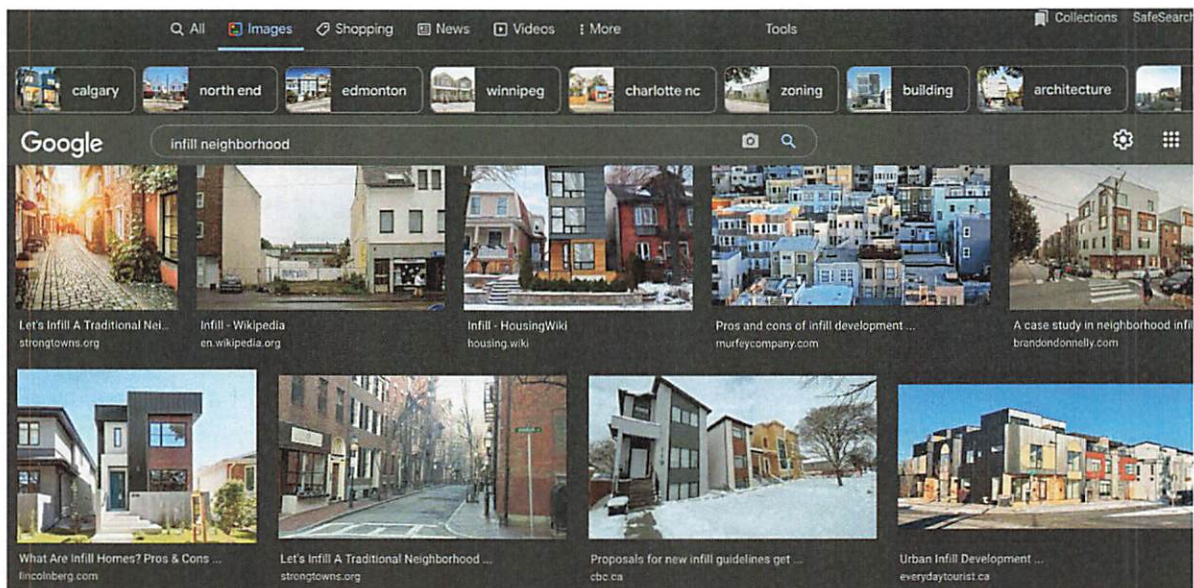 All Images Shopping News Videos More Tools Collections SafeSearch
calgary north end edmonton winnipeg charlotte nc zoning building architecture
Google infill neighborhood
Let's Infill A Traditional Nei... Infill - Wikipedia Infill - HousingWiki Pros and cons of infill development ... A case study in neighborhood infi
strongtowns.org en.wikipedia.org housing.wiki murfeycompany.com brandondonnelly.com
What Are Infill Homes? Pros & Cons ... Let's Infill A Traditional Neighborhood ... Proposals for new infill guidelines get ... Urban Infill Development ...
lincolnberg.com strongtowns.org cbc.ca everydaytourist.ca